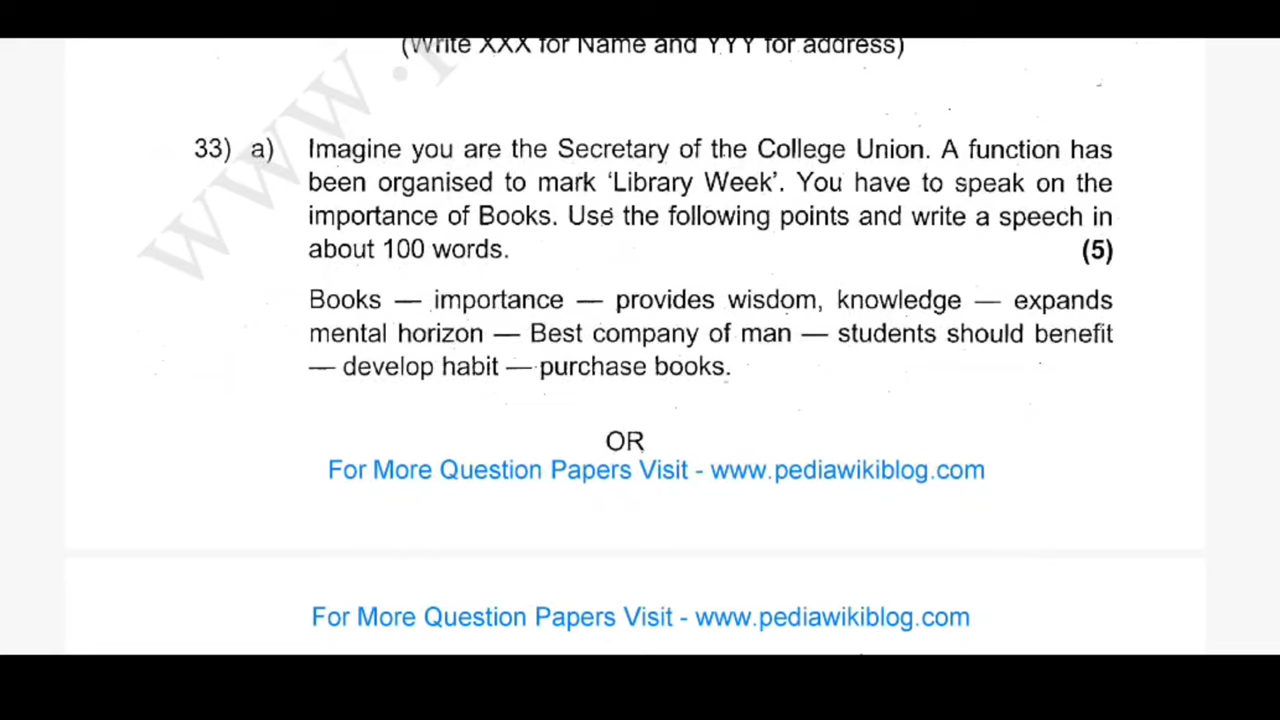 (Write XXX for Name and YYY for address)
33) a) Imagine you are the Secretary of the College Union. A function has
been organised to mark ‘Library Week’. You have to speak on the
importance of Books. Use the following points and write a speech in
about 100 words. (5)
Books — importance — provides wisdom, knowledge — expands
mental horizon — Best company of man — students should benefit
— develop habit — purchase books.
OR
For More Question Papers Visit - www.pediawikiblog.com
For More Question Papers Visit - www.pediawikiblog.com
www.